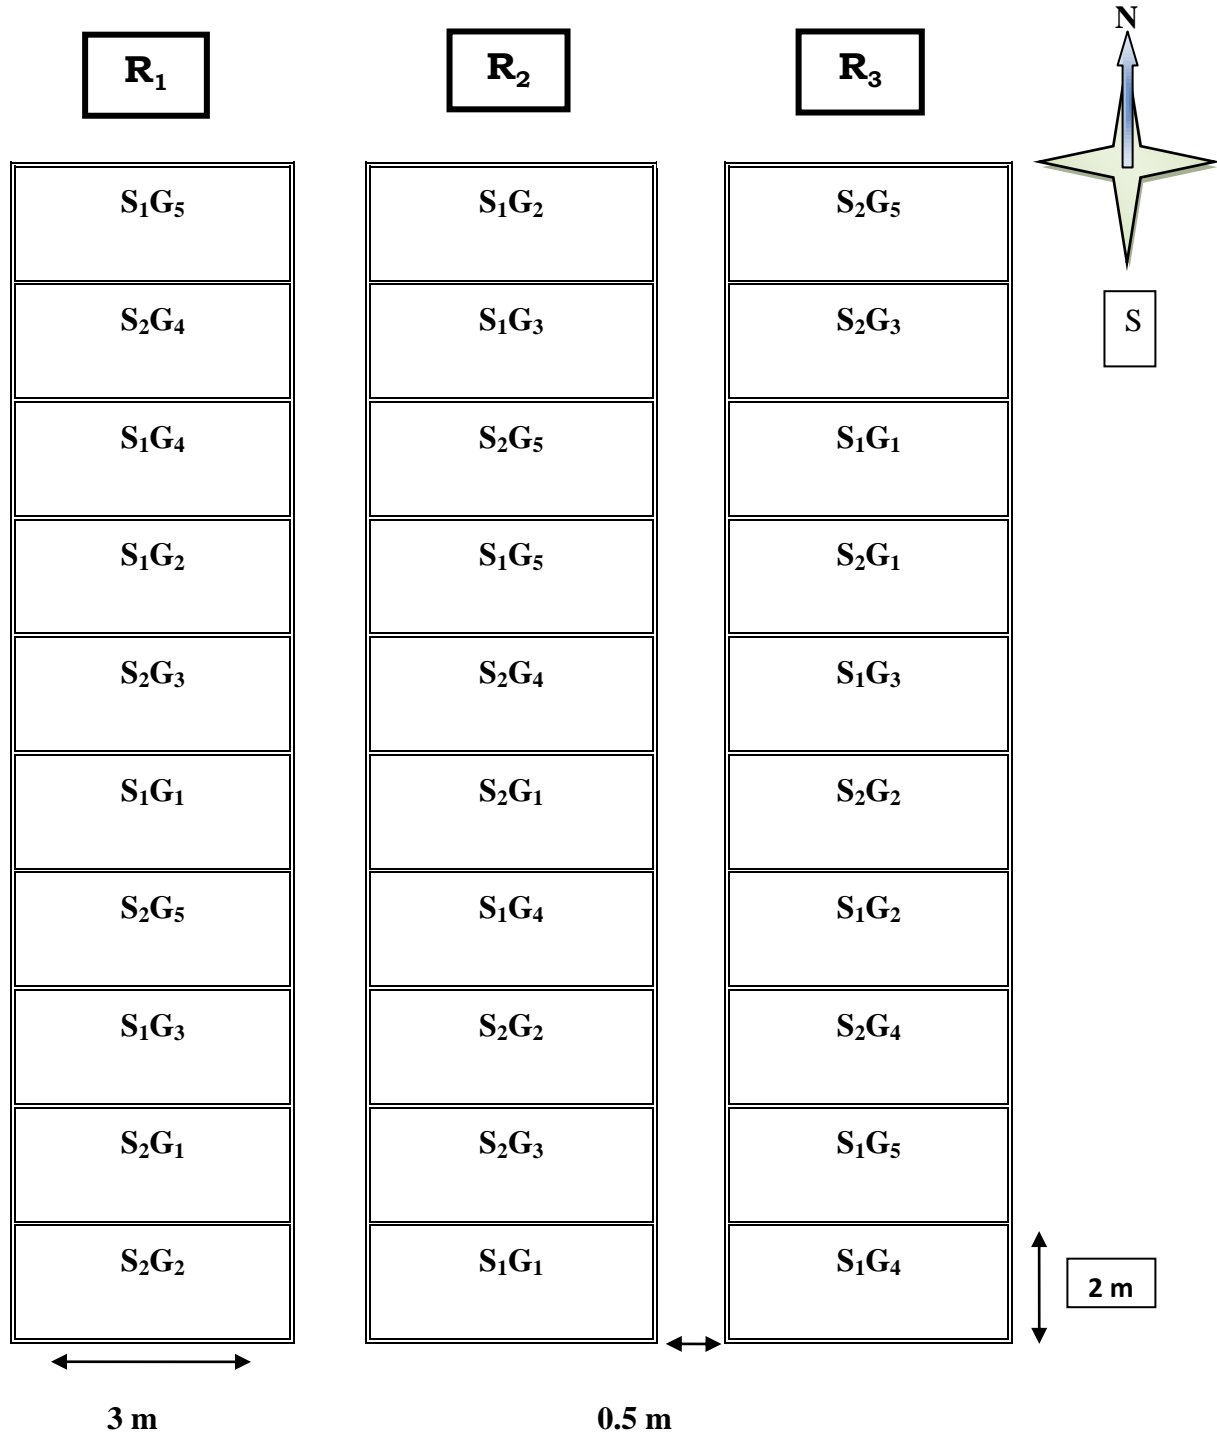 N
R₁ R₂ R₃
S₁G₅ S₁G₂ S₂G₅
S₂G₄ S₁G₃ S₂G₃
S
S₁G₄ S₂G₅ S₁G₁
S₁G₂ S₁G₅ S₂G₁
S₂G₃ S₂G₄ S₁G₃
S₁G₁ S₂G₁ S₂G₂
S₂G₅ S₁G₄ S₁G₂
S₁G₃ S₂G₂ S₂G₄
S₂G₁ S₂G₃ S₁G₅
S₂G₂ S₁G₁ S₁G₄
2 m
3 m 0.5 m